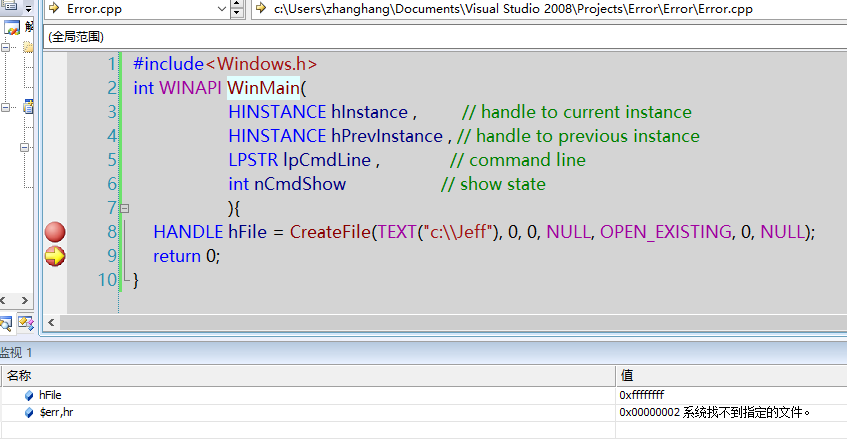 Error.cpp c:\Users\zhanghang\Documents\Visual Studio 2008\Projects\Error\Error\Error.cpp
解
(全局范围)
1 #include<Windows.h>
2 int WINAPI WinMain(
3 HINSTANCE hInstance , // handle to current instance
4 HINSTANCE hPrevInstance , // handle to previous instance
5 LPSTR lpCmdLine , // command line
6 int nCmdShow // show state
7 ){
8 HANDLE hFile = CreateFile(TEXT("c:\\Jeff"), 0, 0, NULL, OPEN_EXISTING, 0, NULL);
9 return 0;
10 }
监视 1
名称 值
hFile 0xffffffff
$err,hr 0x00000002 系统找不到指定的文件。